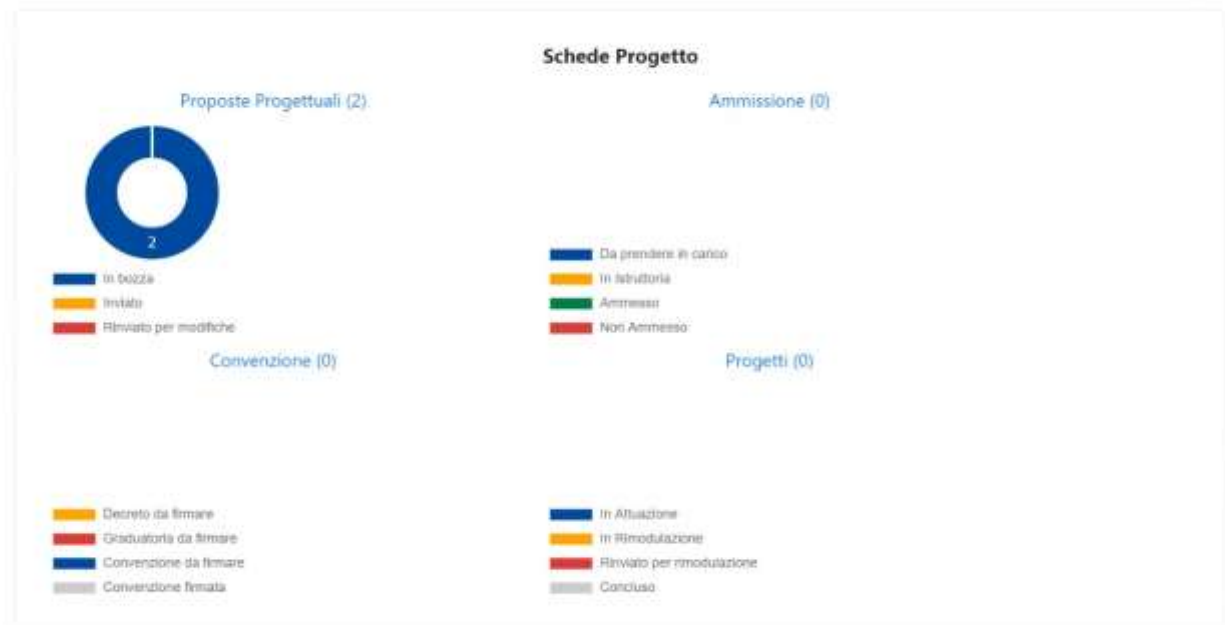 Schede Progetto
Proposte Progettuali (2)
2
In bozza
Inviato
Rinviato per modifiche
Ammissione (0)
Da prendere in carico
In Istruttoria
Ammesso
Non Ammesso
Convenzione (0)
Decreto da firmare
Graduatoria da firmare
Convenzione da firmare
Convenzione firmata
Progetti (0)
In Attuazione
In Rimodulazione
Rinviato per rimodulazione
Concluso